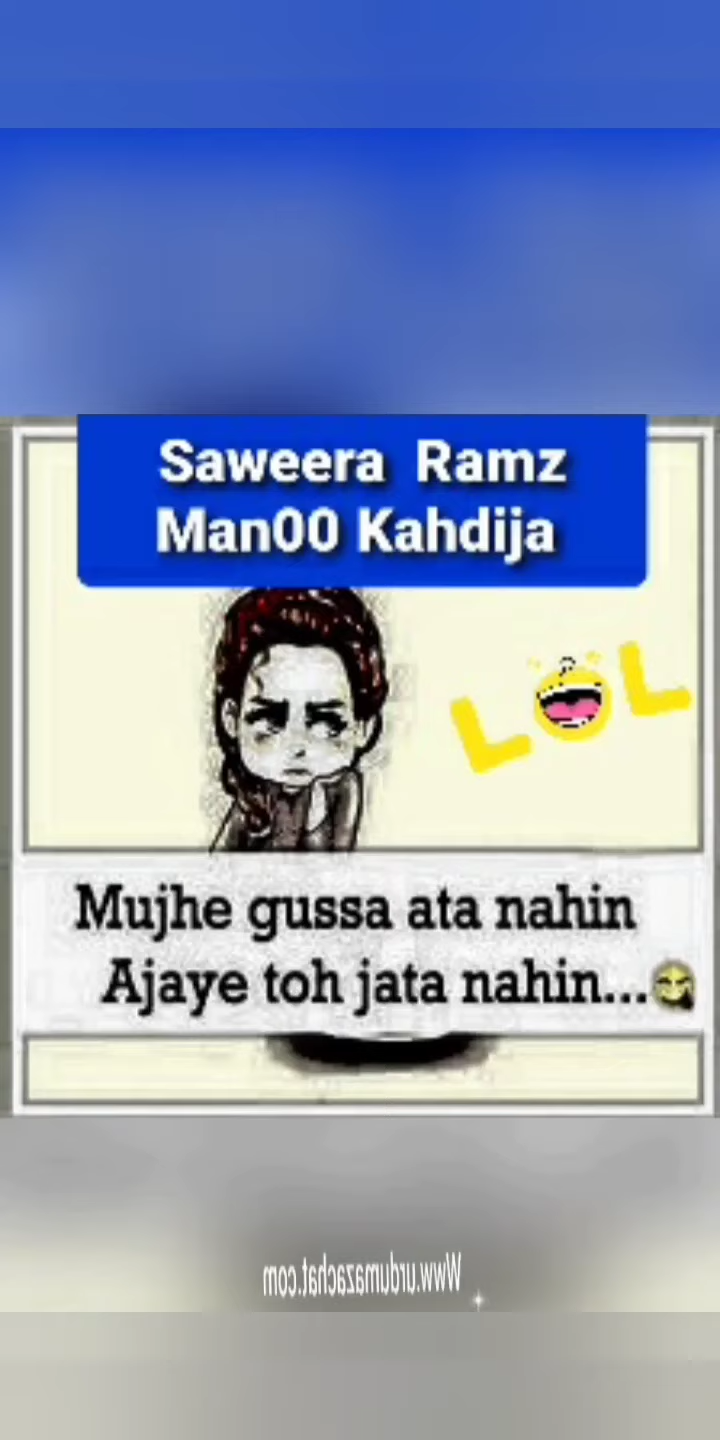 Saweera Ramz
Man00 Kahdija
LOL
Mujhe gussa ata nahin
Ajaye toh jata nahin...
Www.urdumazachat.com